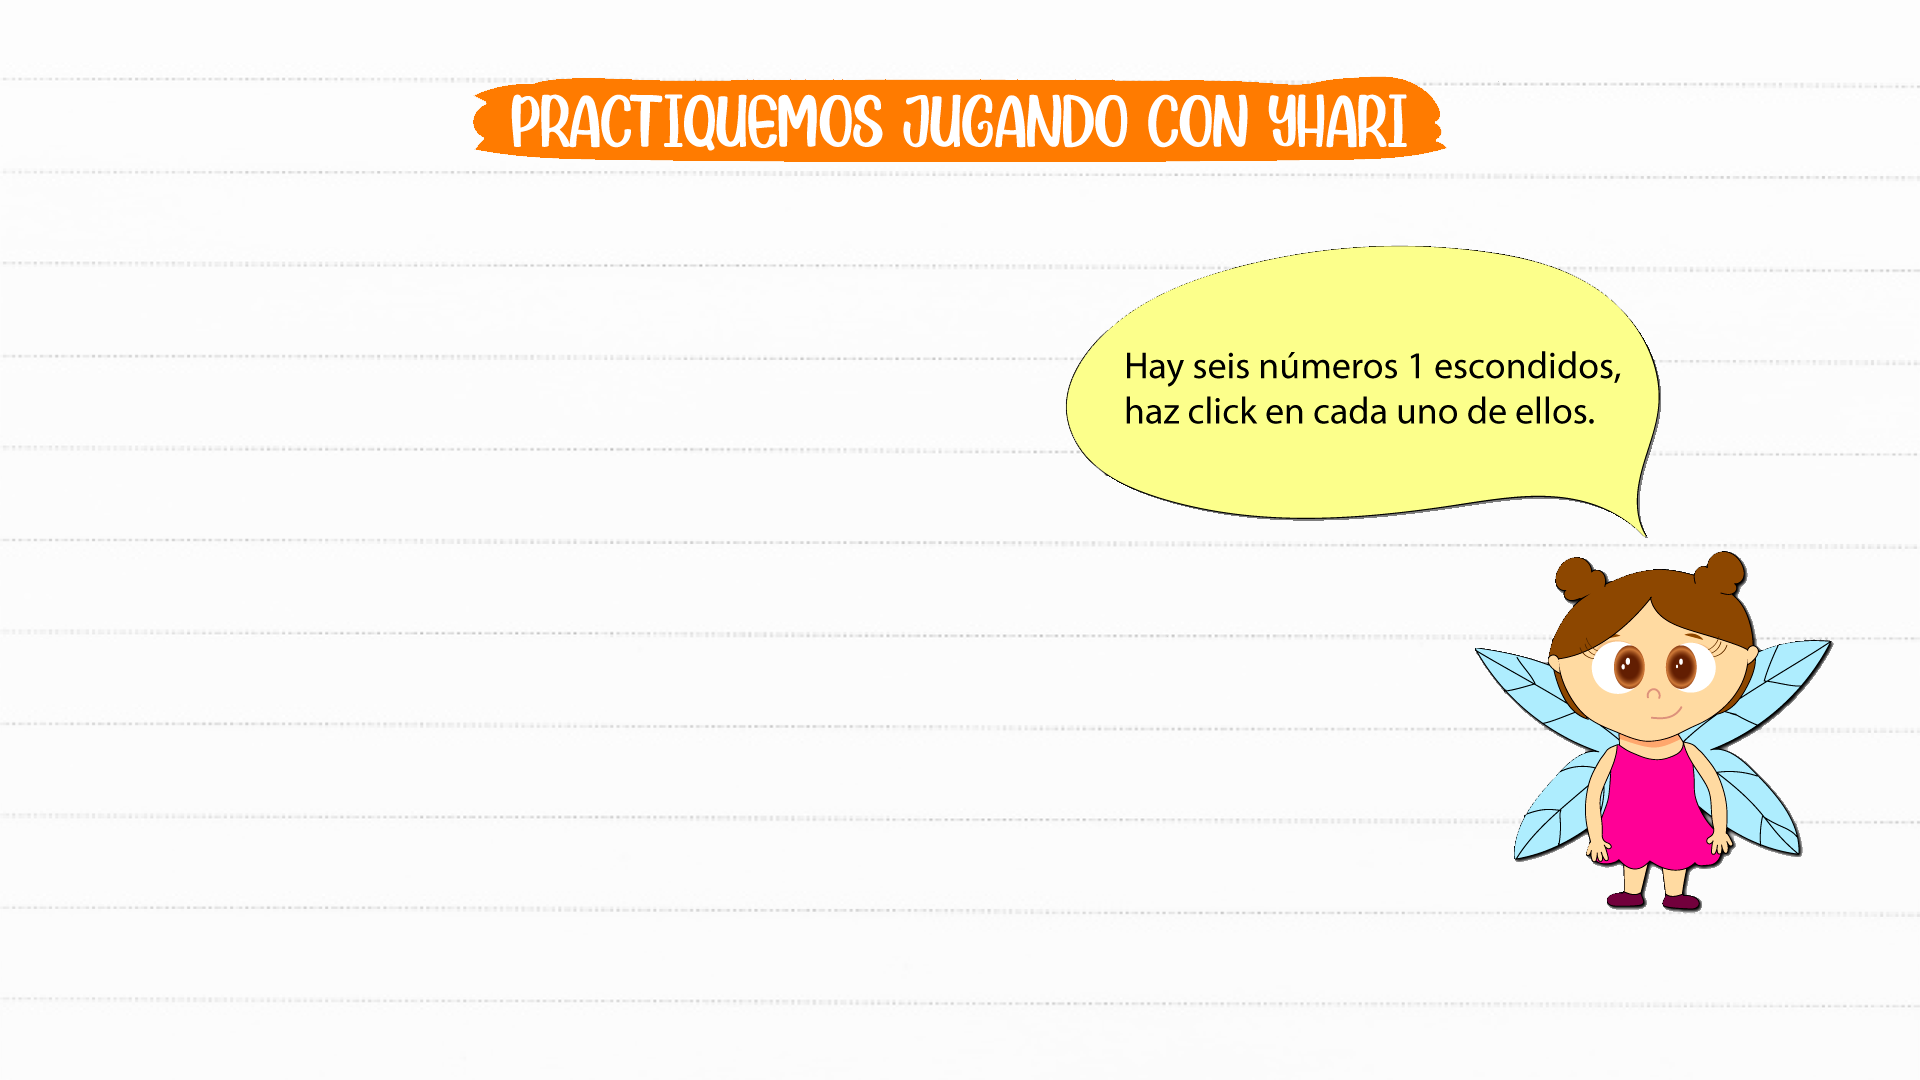 PRACTIQUEMOS JUGANDO CON YHARI
Hay seis números 1 escondidos,
haz click en cada uno de ellos.